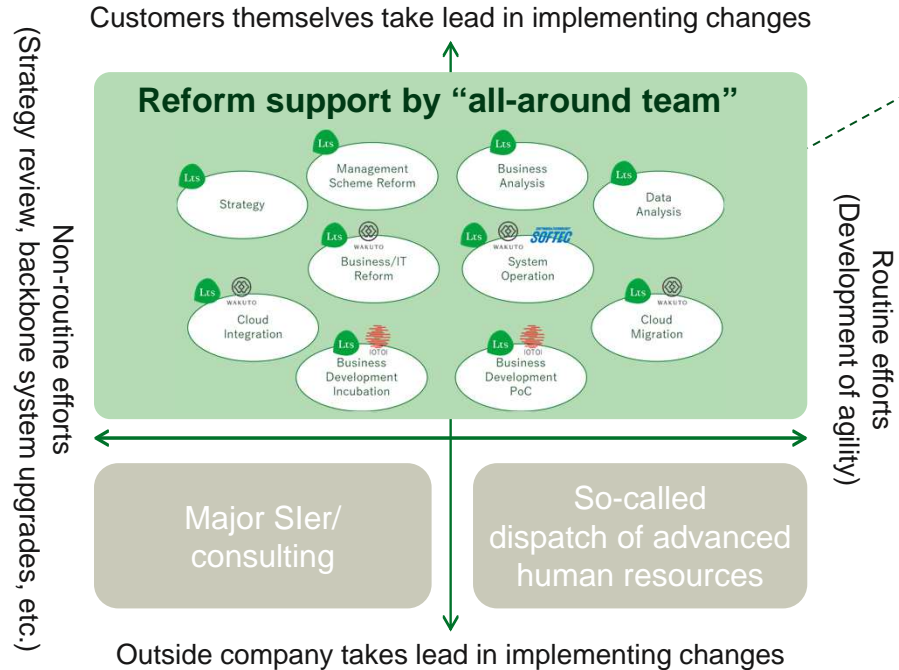 Customers themselves take lead in implementing changes
(Strategy review, backbone system upgrades, etc.)
Non-routine efforts
Reform support by “all-around team”
Lts
Management
Scheme Reform
Lts
Business
Analysis
Lts
Strategy
Lts
Data
Analysis
Lts WAKUTO
Business/IT
Reform
Lts WAKUTO SOFTEC
System
Operation
Lts WAKUTO
Cloud
Integration
Lts WAKUTO
Cloud
Migration
Lts IOTOI
Business
Development
Incubation
Lts IOTOI
Business
Development
PoC
Routine efforts
(Development of agility)
Major SIer/
consulting
So-called
dispatch of advanced
human resources
Outside company takes lead in implementing changes